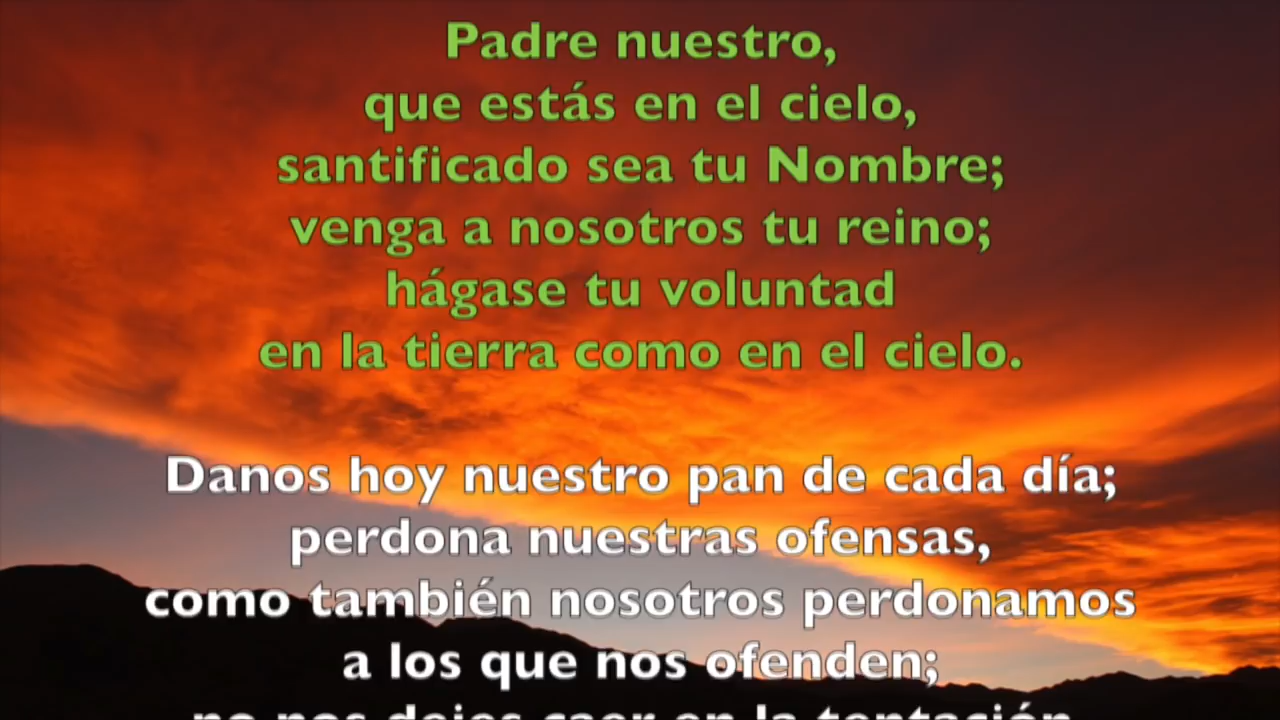 Padre nuestro,
que estás en el cielo,
santificado sea tu Nombre;
venga a nosotros tu reino;
hágase tu voluntad
en la tierra como en el cielo.
Danos hoy nuestro pan de cada día;
perdona nuestras ofensas,
como también nosotros perdonamos
a los que nos ofenden;
no nos dejes caer en la tentación